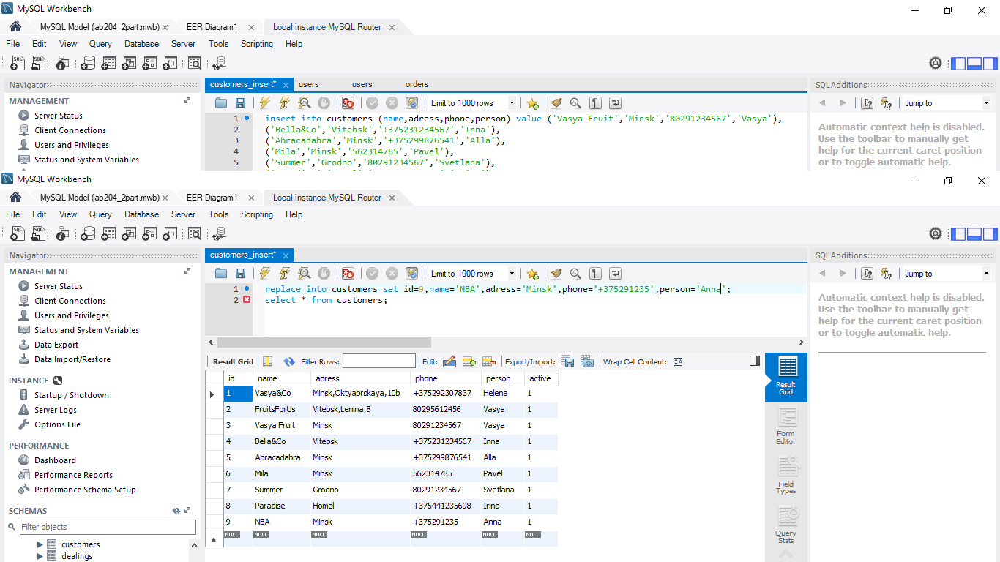 MySQL Workbench
MySQL Model (lab204_2part.mwb) EER Diagram1 Local instance MySQL Router
File Edit View Query Database Server Tools Scripting Help
Navigator
customers_insert* users users orders
SQLAdditions
MANAGEMENT
Server Status
Client Connections
Users and Privileges
Status and System Variables
Limit to 1000 rows
Jump to
1 insert into customers (name,adress,phone,person) value ('Vasya Fruit','Minsk','80291234567','Vasya'),
2 ('Bella&Co','Vitebsk','+375231234567','Inna'),
3 ('Abracadabra','Minsk','+375299876541','Alla'),
4 ('Mila','Minsk','562314785','Pavel'),
5 ('Summer','Grodno','80291234567','Svetlana'),
Automatic context help is disabled.
Use the toolbar to manually get
help for the current caret position
or to toggle automatic help.
MySQL Workbench
MySQL Model (lab204_2part.mwb) EER Diagram1 Local instance MySQL Router
File Edit View Query Database Server Tools Scripting Help
Navigator
customers_insert*
SQLAdditions
MANAGEMENT
Server Status
Client Connections
Users and Privileges
Status and System Variables
Data Export
Data Import/Restore
INSTANCE
Startup / Shutdown
Server Logs
Options File
PERFORMANCE
Dashboard
Performance Reports
Performance Schema Setup
SCHEMAS
Filter objects
customers
dealings
Limit to 1000 rows
1 replace into customers set id=9,name='NBA',adress='Minsk',phone='+375291235',person='Anna';
2 select * from customers;
Result Grid Filter Rows: Edit: Export/Import: Wrap Cell Content:
id name adress phone person active
1 Vasya&Co Minsk,Oktyabrskaya,10b +375292307837 Helena 1
2 FruitsForUs Vitebsk,Lenina,8 80295612456 Vasya 1
3 Vasya Fruit Minsk 80291234567 Vasya 1
4 Bella&Co Vitebsk +375231234567 Inna 1
5 Abracadabra Minsk +375299876541 Alla 1
6 Mila Minsk 562314785 Pavel 1
7 Summer Grodno 80291234567 Svetlana 1
8 Paradise Homel +375441235698 Irina 1
9 NBA Minsk +375291235 Anna 1
NULL NULL NULL NULL NULL NULL
Result
Grid
Form
Editor
Field
Types
Query
Stats
Jump to
Automatic context help is disabled.
Use the toolbar to manually get
help for the current caret position
or to toggle automatic help.